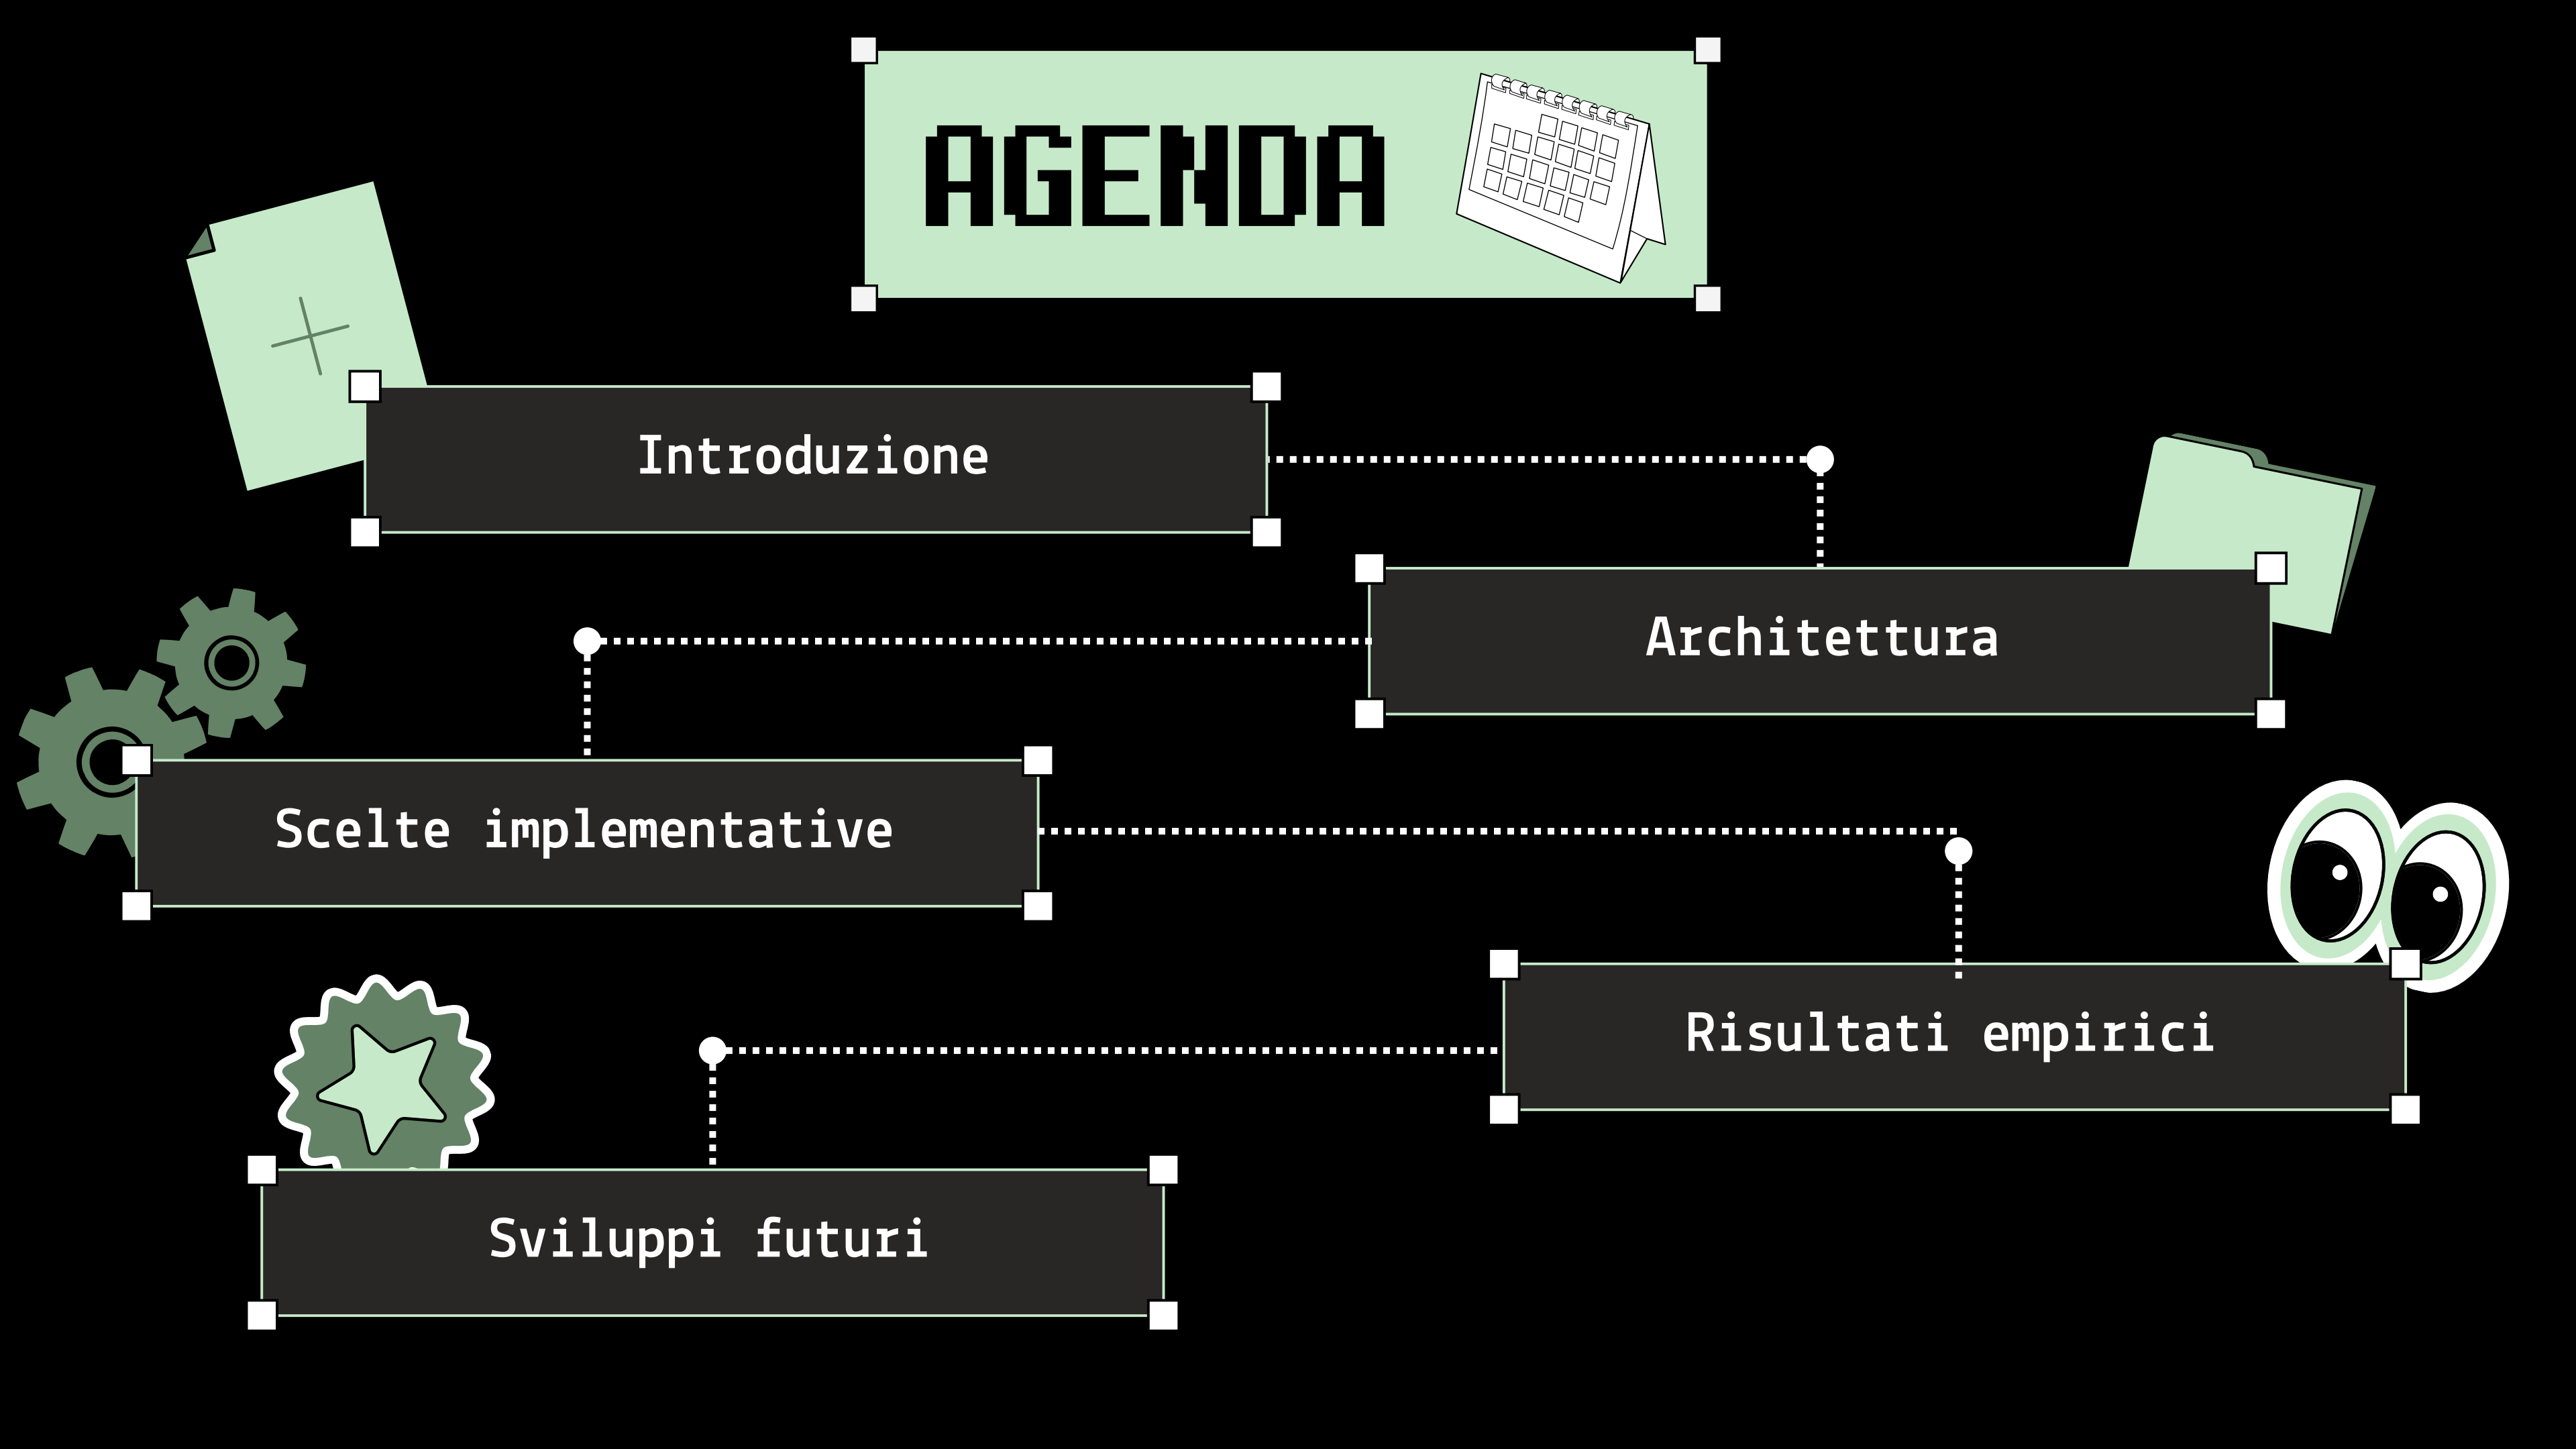 AGENDA
Introduzione
Architettura
Scelte implementative
Risultati empirici
Sviluppi futuri